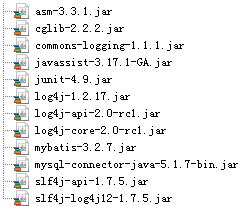 asm-3.3.1.jar
cglib-2.2.2.jar
commons-logging-1.1.1.jar
javassist-3.17.1-GA.jar
junit-4.9.jar
log4j-1.2.17.jar
log4j-api-2.0-rc1.jar
log4j-core-2.0-rc1.jar
mybatis-3.2.7.jar
mysql-connector-java-5.1.7-bin.jar
slf4j-api-1.7.5.jar
slf4j-log4j12-1.7.5.jar